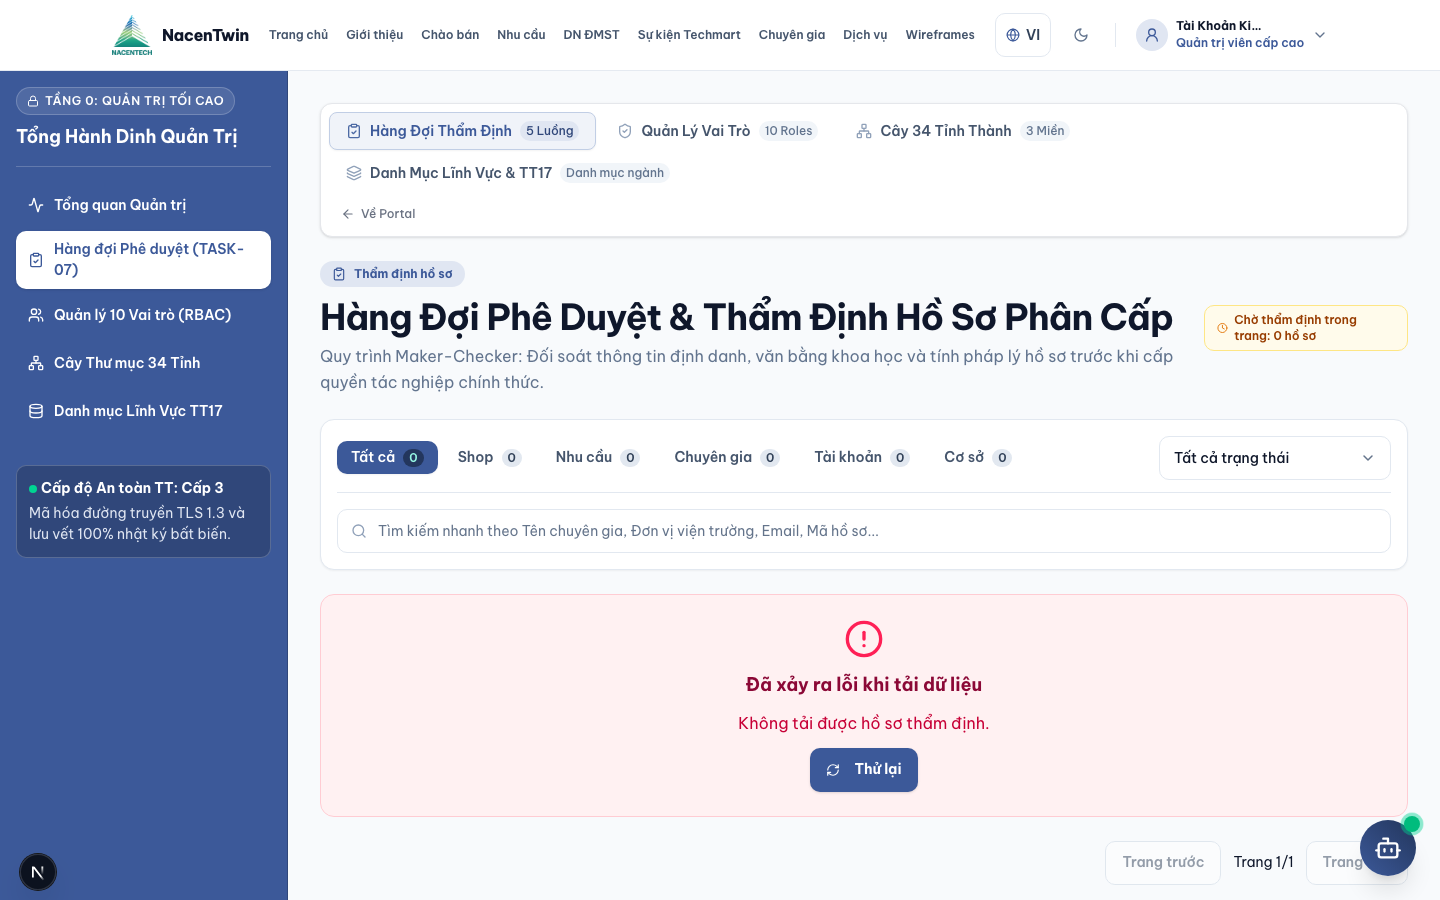 NACENTECH
NacenTwin
Trang chủ
Giới thiệu
Chào bán
Nhu cầu
DN ĐMST
Sự kiện Techmart
Chuyên gia
Dịch vụ
Wireframes
VI
Tài Khoản Ki...
Quản trị viên cấp cao
TẦNG 0: QUẢN TRỊ TỐI CAO
Tổng Hành Dinh Quản Trị
Tổng quan Quản trị
Hàng đợi Phê duyệt (TASK-
07)
Quản lý 10 Vai trò (RBAC)
Cây Thư mục 34 Tỉnh
Danh mục Lĩnh Vực TT17
Cấp độ An toàn TT: Cấp 3
Mã hóa đường truyền TLS 1.3 và
lưu vết 100% nhật ký bất biến.
Hàng Đợi Thẩm Định 5 Luồng
Quản Lý Vai Trò 10 Roles
Cây 34 Tỉnh Thành 3 Miền
Danh Mục Lĩnh Vực & TT17 Danh mục ngành
Về Portal
Thẩm định hồ sơ
Hàng Đợi Phê Duyệt & Thẩm Định Hồ Sơ Phân Cấp
Quy trình Maker-Checker: Đối soát thông tin định danh, văn bằng khoa học và tính pháp lý hồ sơ trước khi cấp
quyền tác nghiệp chính thức.
Chờ thẩm định trong
trang: 0 hồ sơ
Tất cả 0
Shop 0
Nhu cầu 0
Chuyên gia 0
Tài khoản 0
Cơ sở 0
Tất cả trạng thái
Tìm kiếm nhanh theo Tên chuyên gia, Đơn vị viện trường, Email, Mã hồ sơ...
Đã xảy ra lỗi khi tải dữ liệu
Không tải được hồ sơ thẩm định.
Thử lại
Trang trước
Trang 1/1
Trang
N